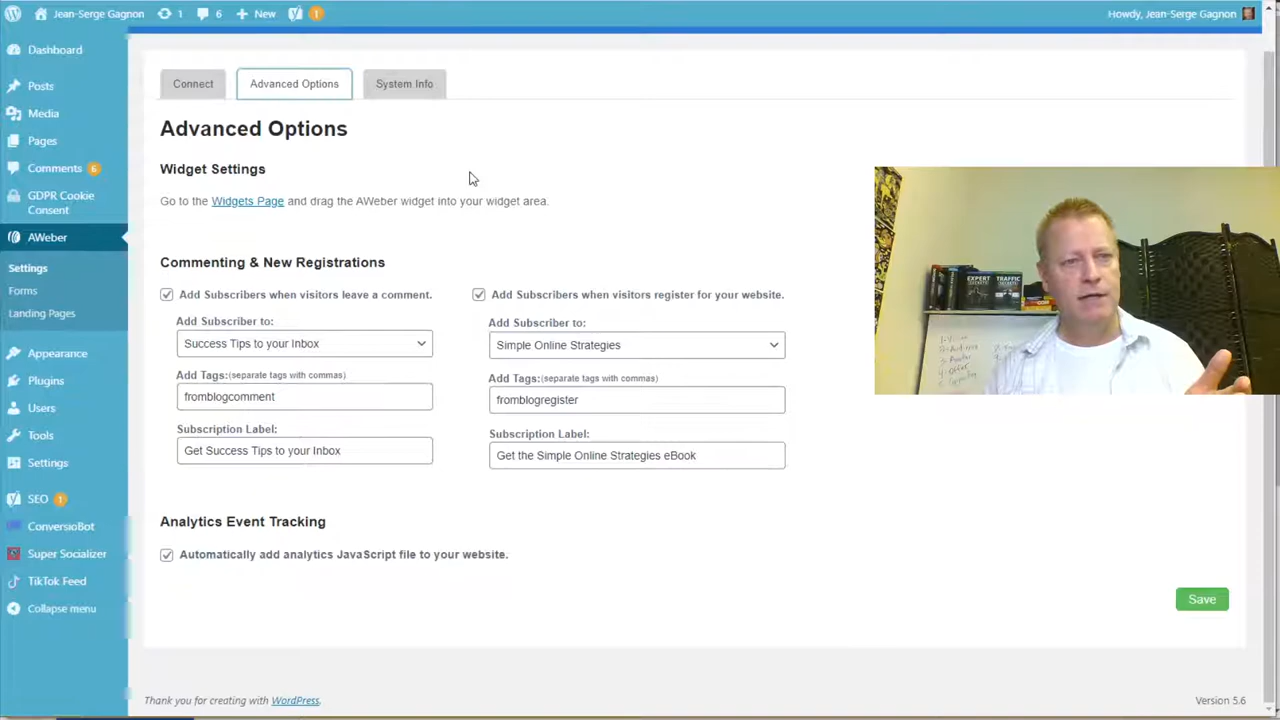 Jean-Serge Gagnon 1 6 + New 1 Howdy, Jean-Serge Gagnon
Dashboard
Posts
Media
Pages
Comments 6
GDPR Cookie
Consent
AWeber
Settings
Forms
Landing Pages
Appearance
Plugins
Users
Tools
Settings
SEO 1
ConversioBot
Super Socializer
TikTok Feed
Collapse menu
Connect Advanced Options System Info
Advanced Options
Widget Settings
Go to the Widgets Page and drag the AWeber widget into your widget area.
Commenting & New Registrations
Add Subscribers when visitors leave a comment.
Add Subscriber to:
Success Tips to your Inbox
Add Tags:(separate tags with commas)
fromblogcomment
Subscription Label:
Get Success Tips to your Inbox
Add Subscribers when visitors register for your website.
Add Subscriber to:
Simple Online Strategies
Add Tags:(separate tags with commas)
fromblogregister
Subscription Label:
Get the Simple Online Strategies eBook
Analytics Event Tracking
Automatically add analytics JavaScript file to your website.
Save
EXPERT
SECRETS
TRAFFIC
SECRETS
Thank you for creating with WordPress.
Version 5.6